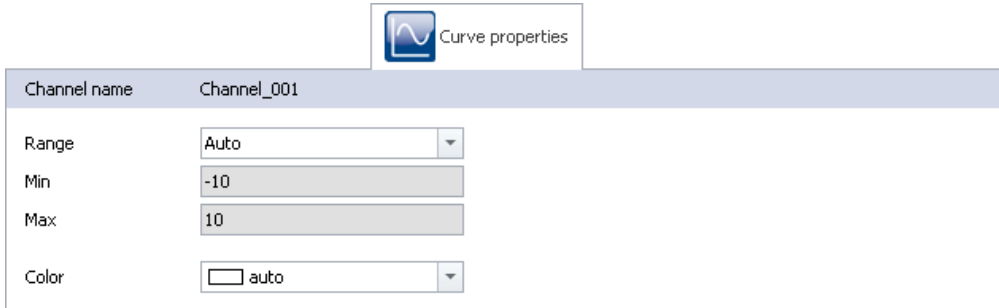 Curve properties
Channel name Channel_001
Range Auto
Min -10
Max 10
Color auto